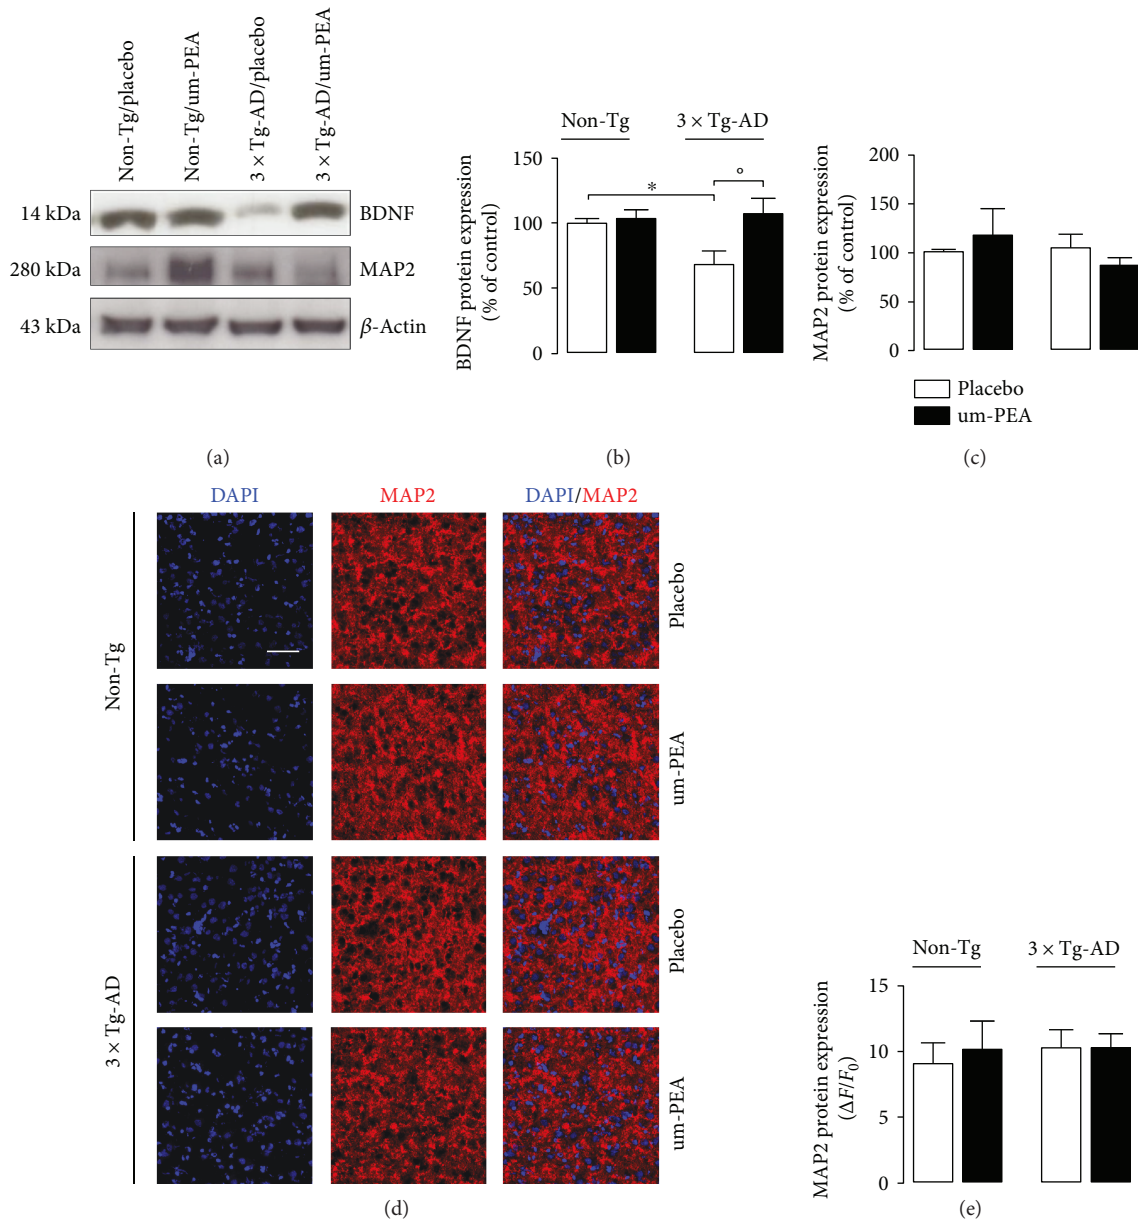 Non-Tg/placebo
Non-Tg/um-PEA
3 × Tg-AD/placebo
3 × Tg-AD/um-PEA
14 kDa
BDNF
280 kDa
MAP2
43 kDa
β-Actin
(a)
Non-Tg
3 × Tg-AD
BDNF protein expression
(% of control)
150
100
50
0
*
°
(b)
MAP2 protein expression
(% of control)
200
150
100
50
0
Placebo
um-PEA
(c)
DAPI
MAP2
DAPI/MAP2
Non-Tg
Placebo
um-PEA
3 × Tg-AD
Placebo
um-PEA
(d)
Non-Tg
3 × Tg-AD
MAP2 protein expression
(ΔF/F0)
15
10
5
0
(e)